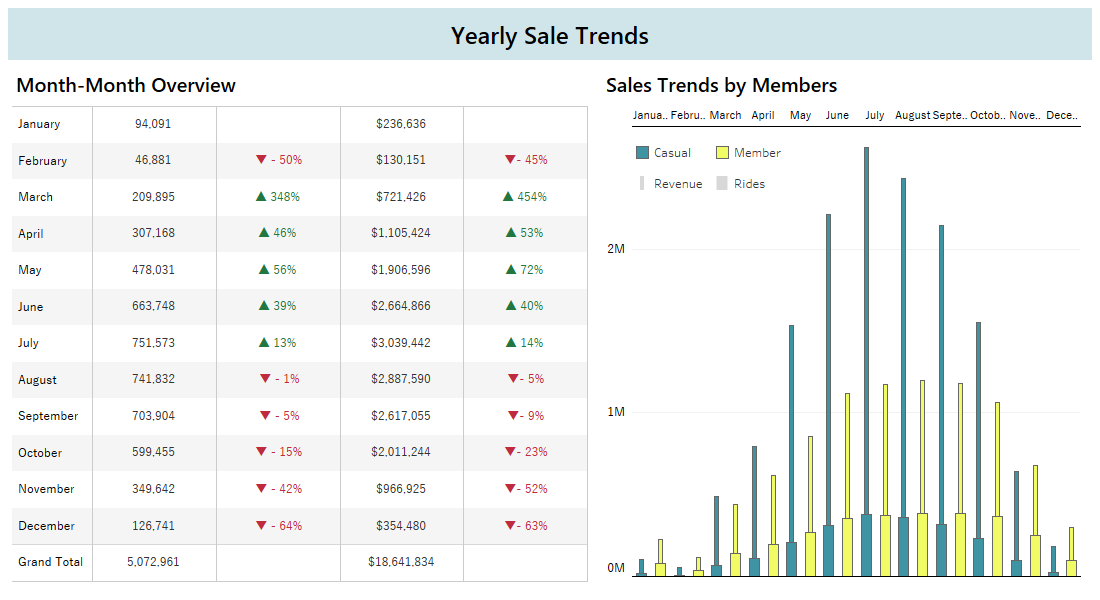 Yearly Sale Trends
Month-Month Overview
January 94,091 $236,636
February 46,881 ▼ - 50% $130,151 ▼- 45%
March 209,895 ▲ 348% $721,426 ▲ 454%
April 307,168 ▲ 46% $1,105,424 ▲ 53%
May 478,031 ▲ 56% $1,906,596 ▲ 72%
June 663,748 ▲ 39% $2,664,866 ▲ 40%
July 751,573 ▲ 13% $3,039,442 ▲ 14%
August 741,832 ▼ - 1% $2,887,590 ▼- 5%
September 703,904 ▼ - 5% $2,617,055 ▼- 9%
October 599,455 ▼ - 15% $2,011,244 ▼- 23%
November 349,642 ▼ - 42% $966,925 ▼- 52%
December 126,741 ▼ - 64% $354,480 ▼- 63%
Grand Total 5,072,961 $18,641,834
Sales Trends by Members
Janua.. Febru.. March April May June July August Septe.. Octob.. Nove.. Dece..
Casual Member
Revenue Rides
2M
1M
0M